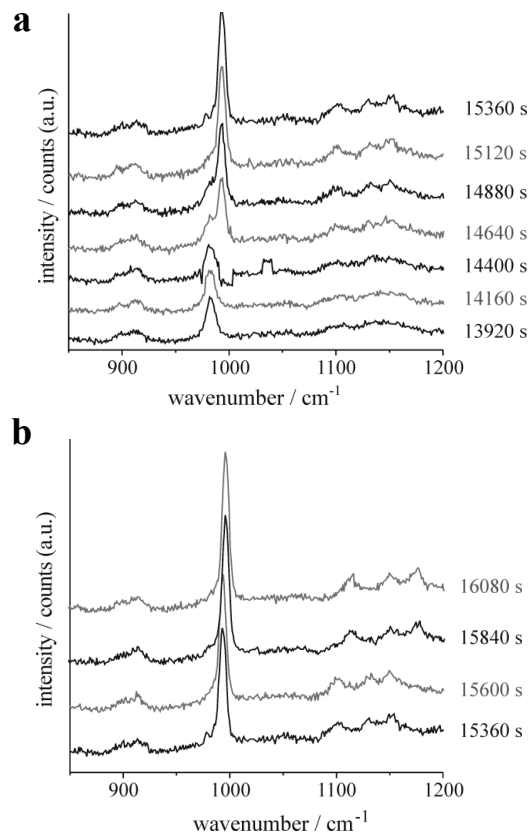 a
intensity / counts (a.u.)
15360 s
15120 s
14880 s
14640 s
14400 s
14160 s
13920 s
900 1000 1100 1200
wavenumber / cm⁻¹
b
intensity / counts (a.u.)
16080 s
15840 s
15600 s
15360 s
900 1000 1100 1200
wavenumber / cm⁻¹